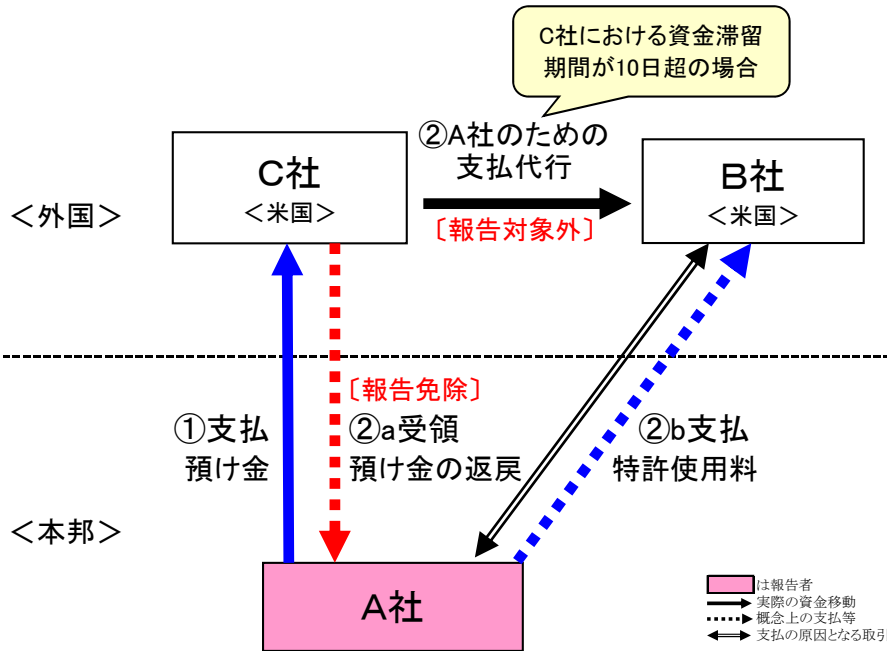 C社における資金滞留
期間が10日超の場合
②A社のための
支払代行
C社
＜米国＞
B社
＜米国＞
＜外国＞
〔報告対象外〕
〔報告免除〕
①支払
預け金
②a受領
預け金の返戻
②b支払
特許使用料
＜本邦＞
A社
は報告者
実際の資金移動
概念上の支払等
支払の原因となる取引